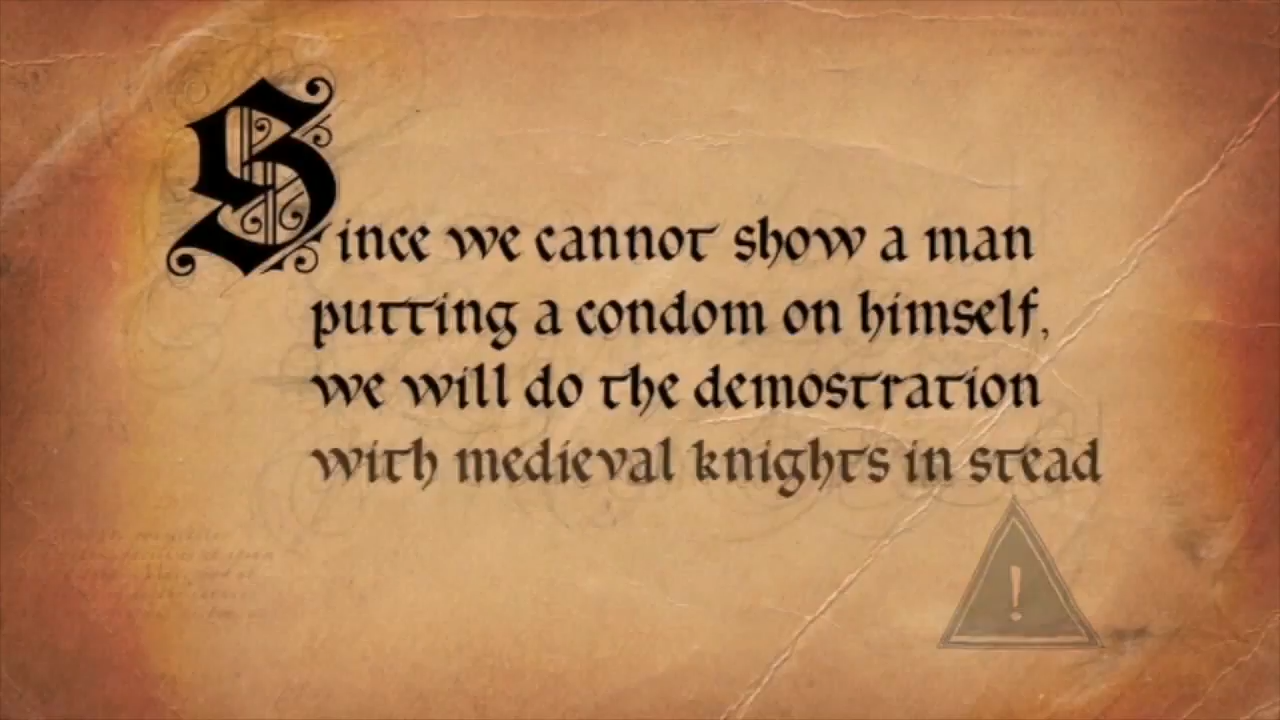 Since we cannot show a man
putting a condom on himself,
we will do the demostration
with medieval knights in stead
!